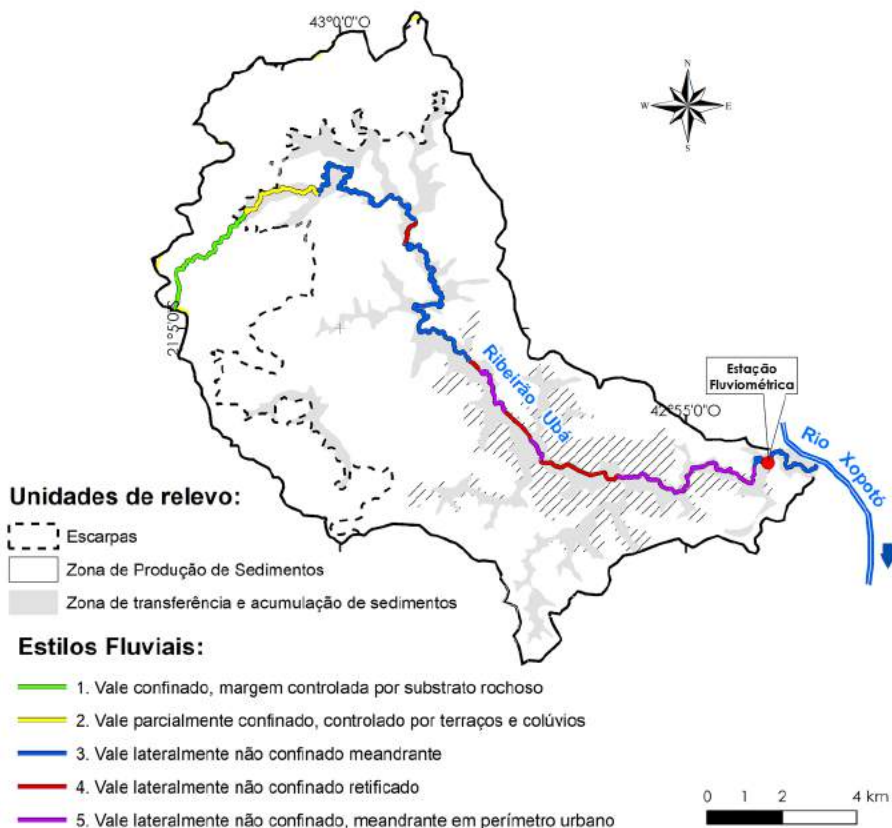 43°0'0"O
N
W E
S
21°5'0"S
Ribeirão Ubá
42°55'0"O
Estação
Fluviométrica
Rio Xopotó
Unidades de relevo:
Escarpas
Zona de Produção de Sedimentos
Zona de transferência e acumulação de sedimentos
Estilos Fluviais:
1. Vale confinado, margem controlada por substrato rochoso
2. Vale parcialmente confinado, controlado por terraços e colúvios
3. Vale lateralmente não confinado meandrante
4. Vale lateralmente não confinado retificado
5. Vale lateralmente não confinado, meandrante em perímetro urbano
0 1 2 4 km